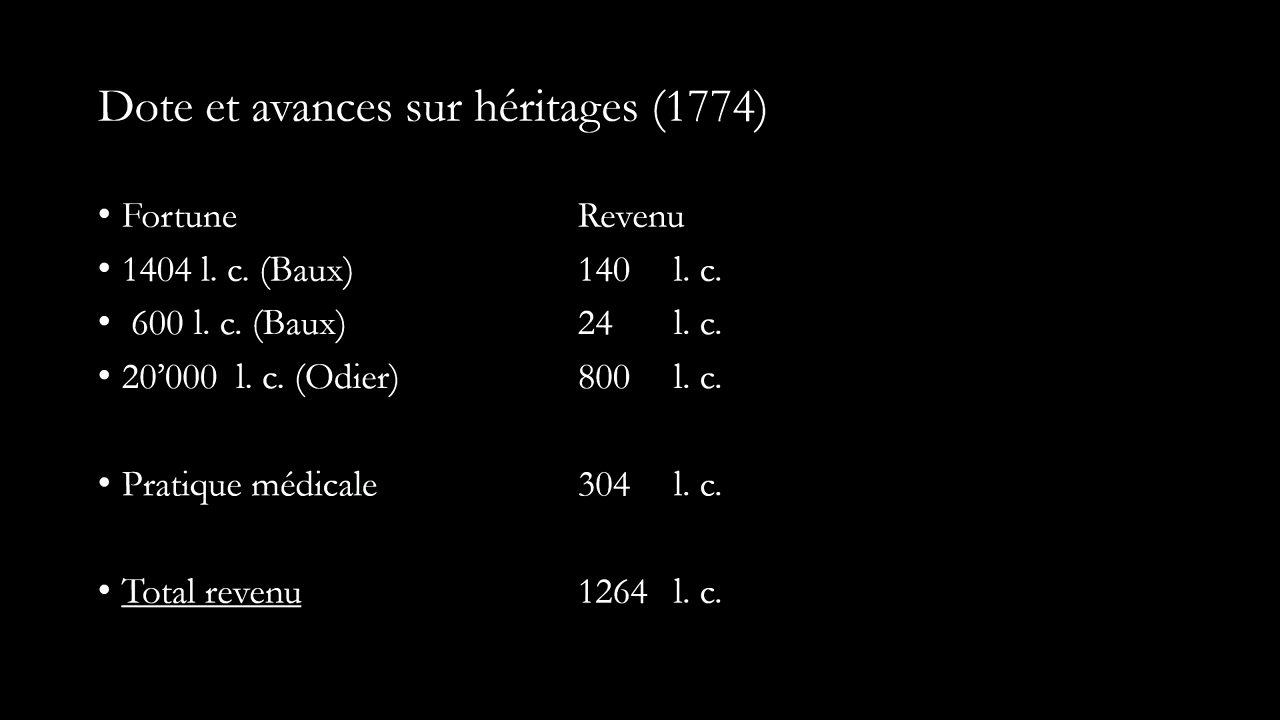 Dote et avances sur héritages (1774)
• Fortune Revenu
• 1404 l. c. (Baux) 140 l. c.
• 600 l. c. (Baux) 24 l. c.
• 20’000 l. c. (Odier) 800 l. c.
• Pratique médicale 304 l. c.
• Total revenu 1264 l. c.